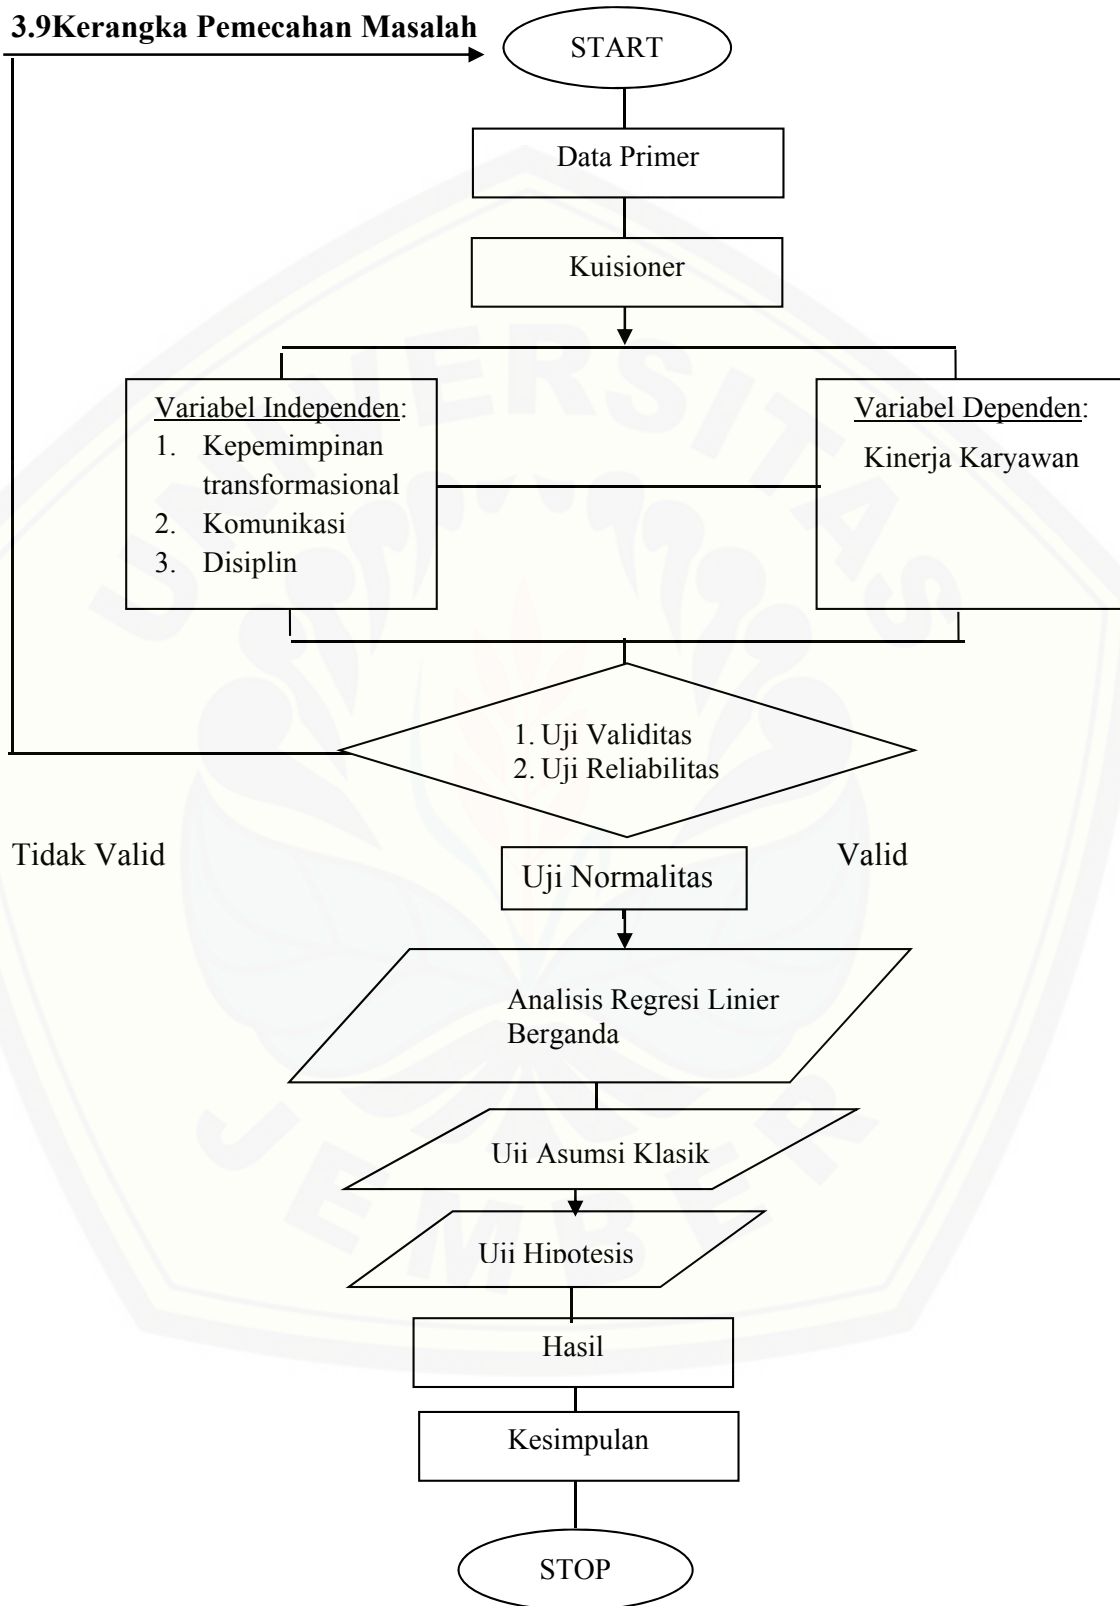 3.9Kerangka Pemecahan Masalah
START
Data Primer
Kuisioner
Variabel Independen:
1. Kepemimpinan
transformasional
2. Komunikasi
3. Disiplin
Variabel Dependen:
Kinerja Karyawan
1. Uji Validitas
2. Uji Reliabilitas
Tidak Valid
Valid
Uji Normalitas
Analisis Regresi Linier
Berganda
Uji Asumsi Klasik
Uji Hipotesis
Hasil
Kesimpulan
STOP
UNIVERSITAS
JEMBER